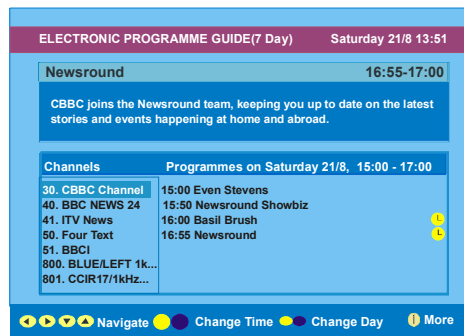 ELECTRONIC PROGRAMME GUIDE(7 Day) Saturday 21/8 13:51
Newsround 16:55-17:00
CBBC joins the Newsround team, keeping you up to date on the latest
stories and events happening at home and abroad.
Channels Programmes on Saturday 21/8, 15:00 - 17:00
30. CBBC Channel 15:00 Even Stevens
40. BBC NEWS 24 15:50 Newsround Showbiz
41. ITV News 16:00 Basil Brush
50. Four Text 16:55 Newsround
51. BBCI
800. BLUE/LEFT 1k...
801. CCIR17/1kHz...
Navigate Change Time Change Day More